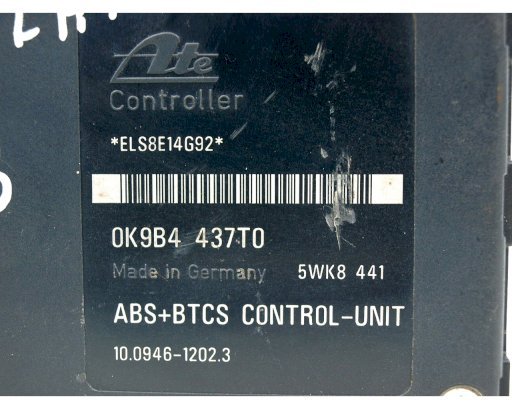 Ate
Controller
*ELS8E14G92*
0K9B4 437T0
Made in Germany 5WK8 441
ABS+BTCS CONTROL-UNIT
10.0946-1202.3